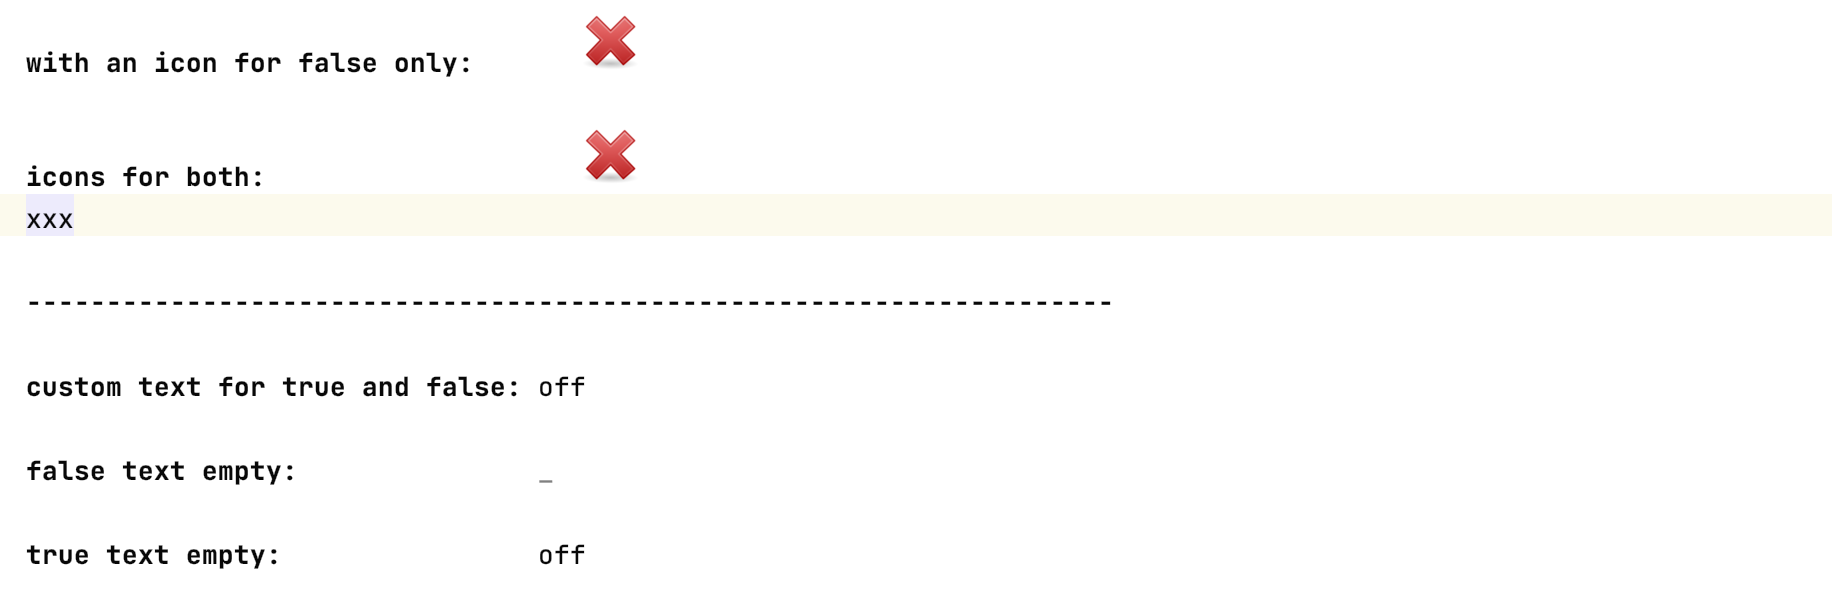 with an icon for false only:
icons for both:
xxx
--------------------------------------------------------------------
custom text for true and false: off
false text empty: _
true text empty: off